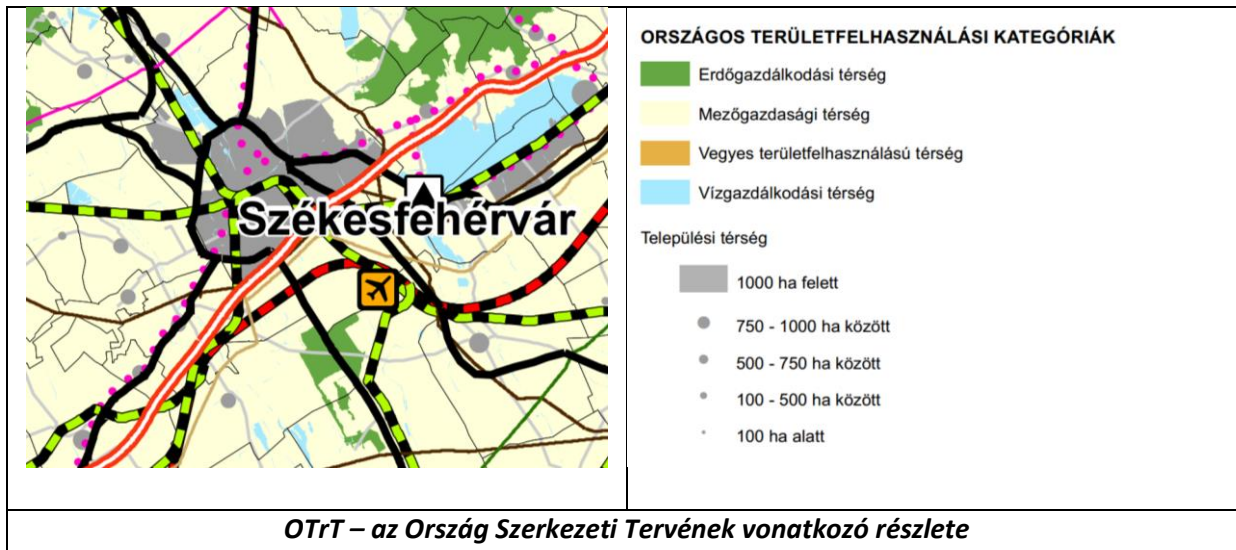 Székesfehérvár
ORSZÁGOS TERÜLETFELHASZNÁLÁSI KATEGÓRIÁK
Erdőgazdálkodási térség
Mezőgazdasági térség
Vegyes területfelhasználású térség
Vízgazdálkodási térség
Települési térség
1000 ha felett
750 - 1000 ha között
500 - 750 ha között
100 - 500 ha között
100 ha alatt
OTrT – az Ország Szerkezeti Tervének vonatkozó részlete